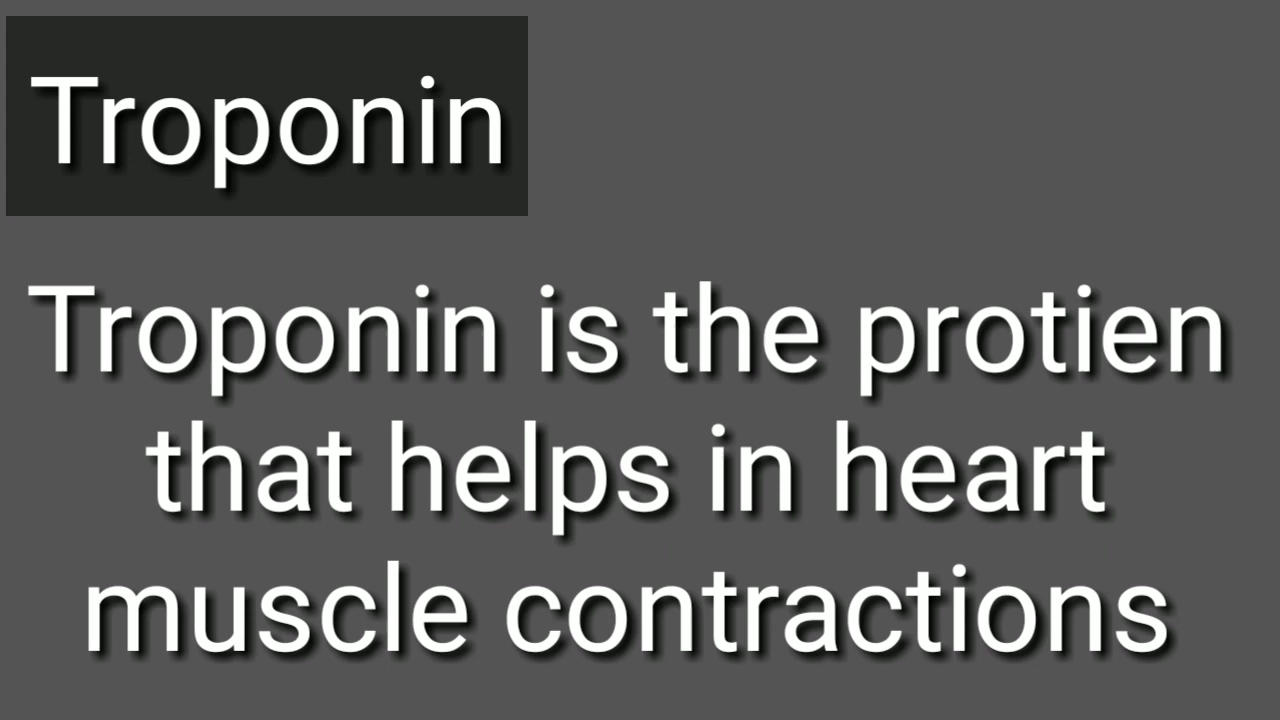 Troponin
Troponin is the protien
that helps in heart
muscle contractions